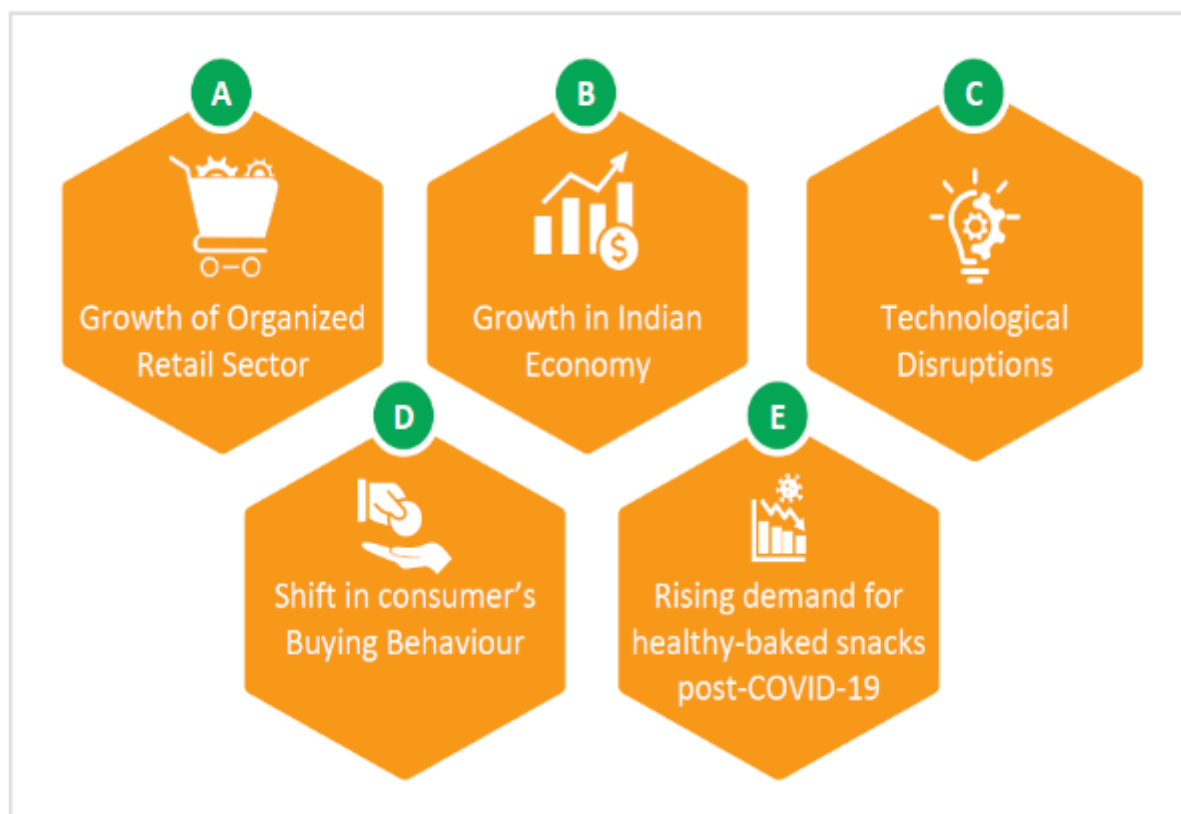 A
B
C
Growth of Organized
Retail Sector
Growth in Indian
Economy
Technological
Disruptions
D
E
$
Shift in consumer's
Buying Behaviour
Rising demand for
healthy-baked snacks
post-COVID-19